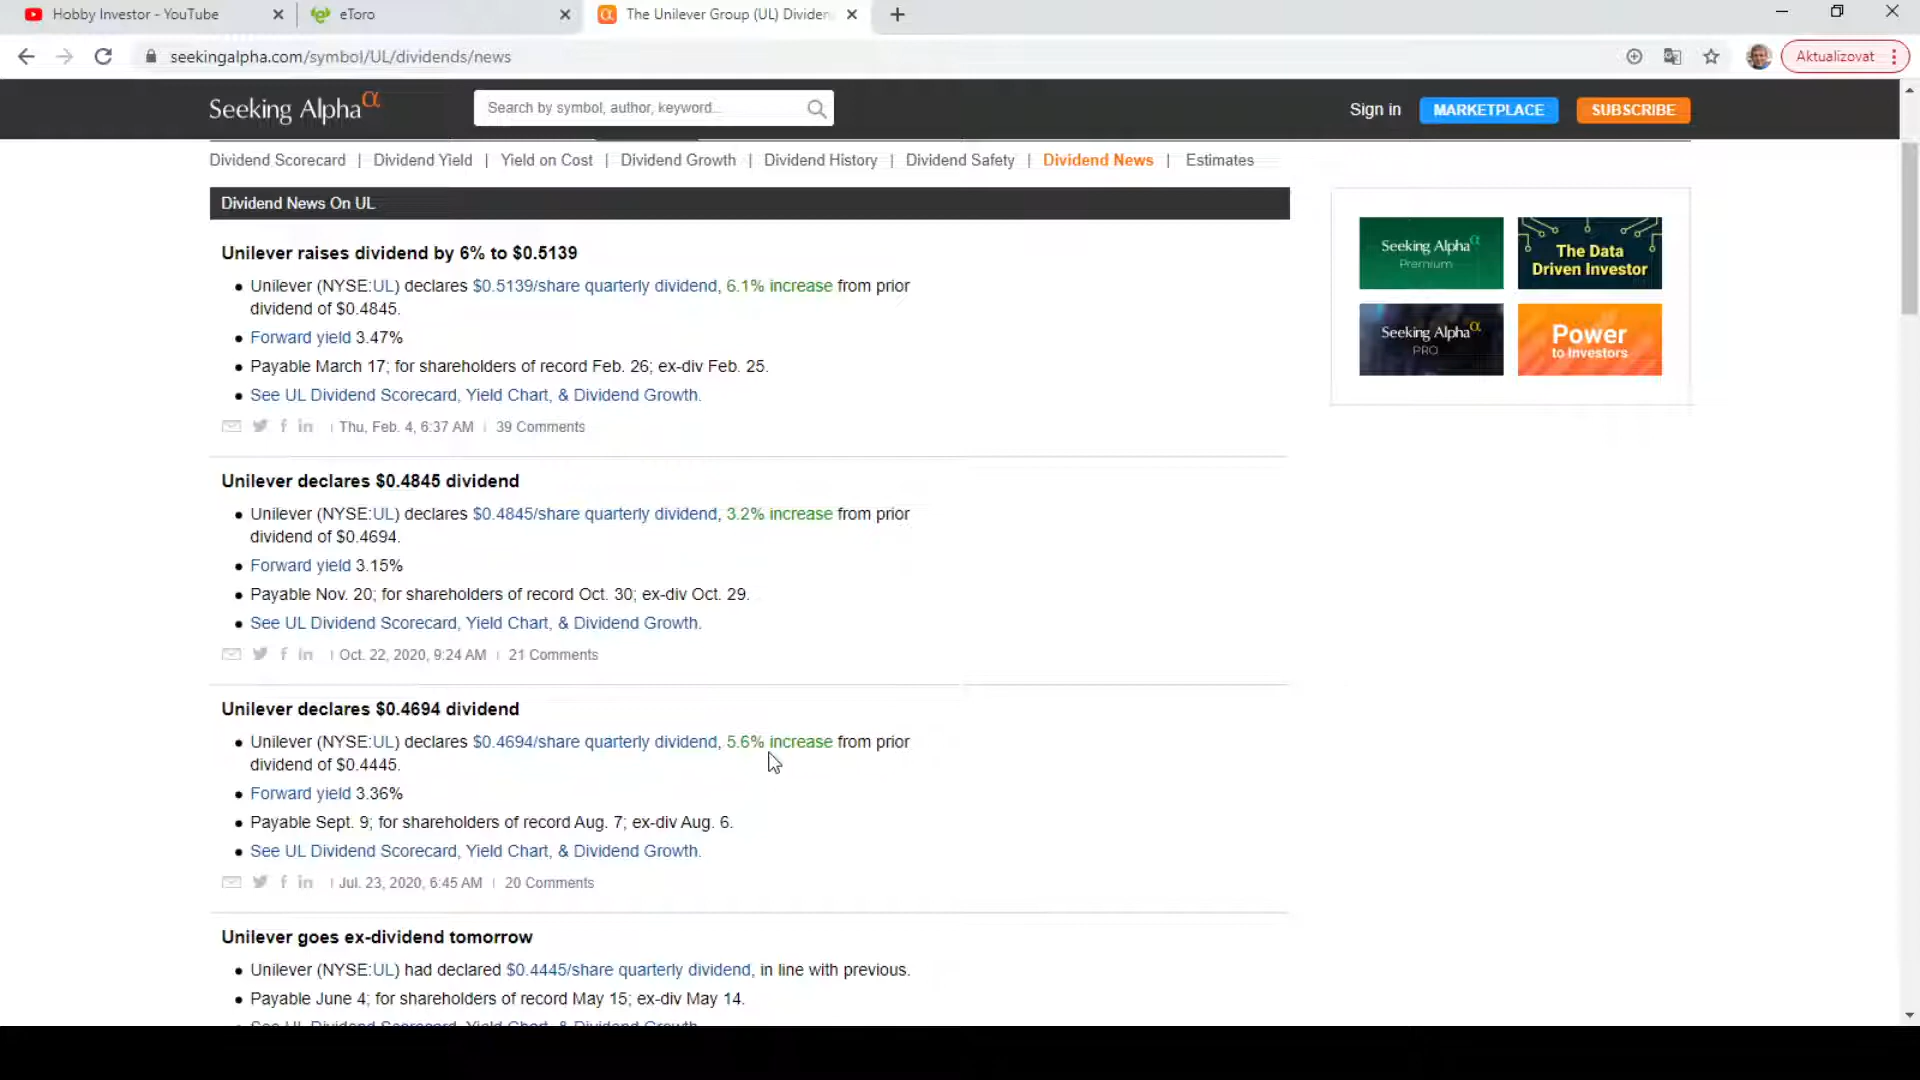 Hobby Investor - YouTube
eToro
The Unilever Group (UL) Dividen
seekingalpha.com/symbol/UL/dividends/news
Aktualizovat
Seeking Alpha α
Search by symbol, author, keyword...
Sign in
MARKETPLACE
SUBSCRIBE
Dividend Scorecard | Dividend Yield | Yield on Cost | Dividend Growth | Dividend History | Dividend Safety | Dividend News | Estimates
Dividend News On UL
Unilever raises dividend by 6% to $0.5139
• Unilever (NYSE:UL) declares $0.5139/share quarterly dividend, 6.1% increase from prior
dividend of $0.4845.
• Forward yield 3.47%
• Payable March 17; for shareholders of record Feb. 26; ex-div Feb. 25.
• See UL Dividend Scorecard, Yield Chart, & Dividend Growth.
f in | Thu, Feb. 4, 6:37 AM | 39 Comments
Unilever declares $0.4845 dividend
• Unilever (NYSE:UL) declares $0.4845/share quarterly dividend, 3.2% increase from prior
dividend of $0.4694.
• Forward yield 3.15%
• Payable Nov. 20; for shareholders of record Oct. 30; ex-div Oct. 29.
• See UL Dividend Scorecard, Yield Chart, & Dividend Growth.
f in | Oct. 22, 2020, 9:24 AM | 21 Comments
Unilever declares $0.4694 dividend
• Unilever (NYSE:UL) declares $0.4694/share quarterly dividend, 5.6% increase from prior
dividend of $0.4445.
• Forward yield 3.36%
• Payable Sept. 9; for shareholders of record Aug. 7; ex-div Aug. 6.
• See UL Dividend Scorecard, Yield Chart, & Dividend Growth.
f in | Jul. 23, 2020, 6:45 AM | 20 Comments
Unilever goes ex-dividend tomorrow
• Unilever (NYSE:UL) had declared $0.4445/share quarterly dividend, in line with previous.
• Payable June 4; for shareholders of record May 15; ex-div May 14.
• See UL Dividend Scorecard, Yield Chart, & Dividend Growth.
Seeking Alpha α
Premium
The Data
Driven Investor
Seeking Alpha α
PRO
Power
to Investors